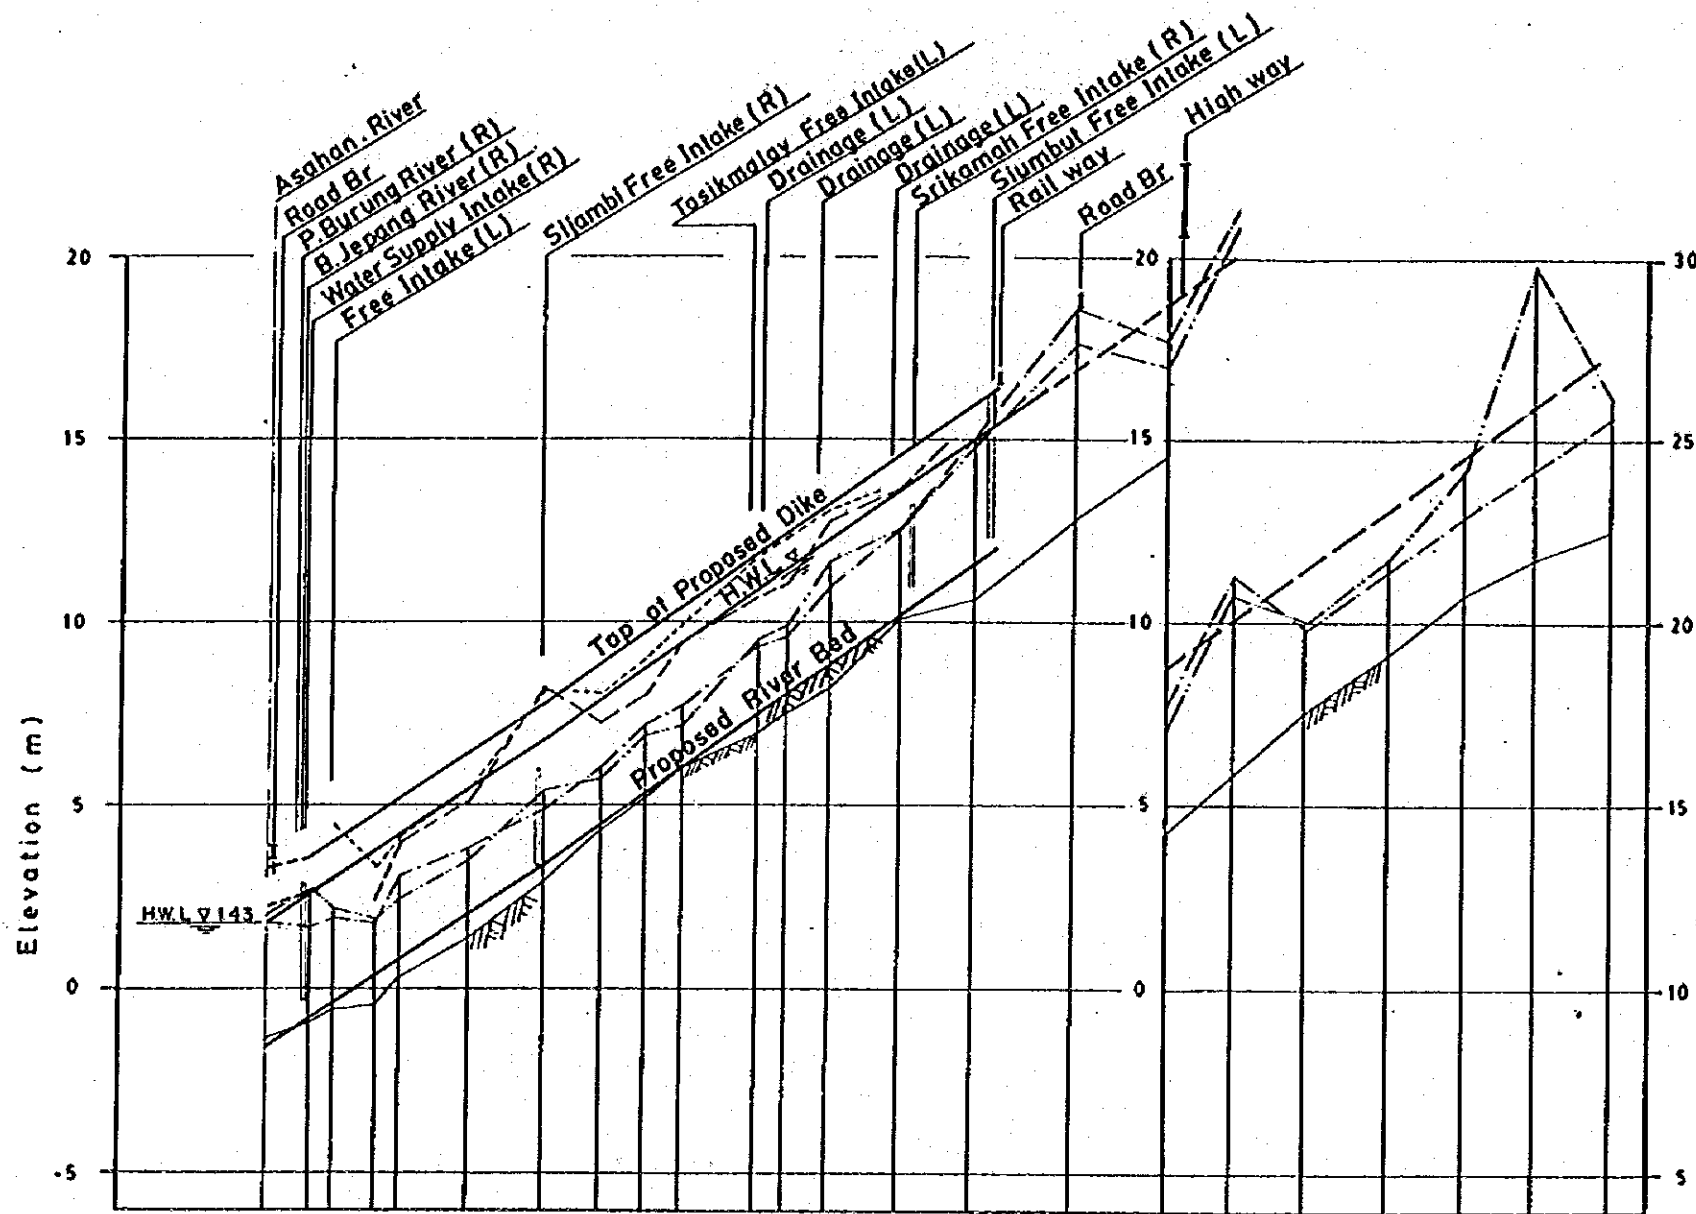 Asahan. River
Road Br
P. Burung River (R)
B. Jepang River (R)
Water Supply Intake(R)
Free Intake (L)
Sijambi Free Intake (R)
Tasikmalay Free Intake(L)
Drainage (L)
Drainage (L)
Drainage (L)
Srikamah Free Intake (R)
Siumbut Free Intake (L)
Rail way
Road Br
High way
20
15
10
5
0
-5
Elevation (m)
H.W.L ▽ 143
Top of Proposed Dike
H.W.L ▽
Proposed River Bed
20
15
10
5
0
30
25
20
15
10
5